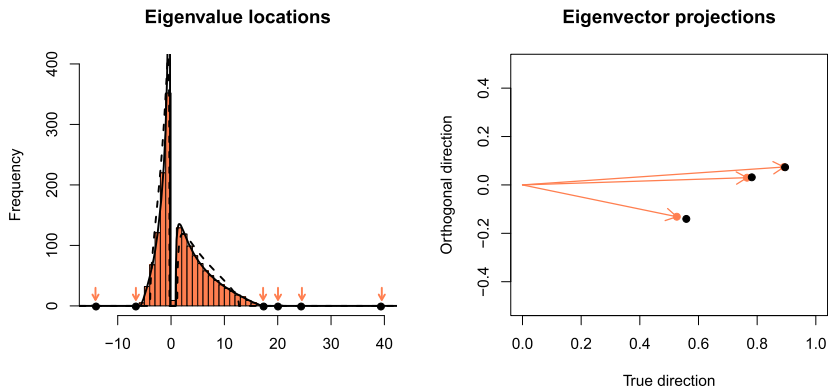 Eigenvalue locations
Frequency
400
300
200
100
0
−10 0 10 20 30 40
Eigenvector projections
Orthogonal direction
0.4
0.2
0.0
−0.2
−0.4
0.0 0.2 0.4 0.6 0.8 1.0
True direction